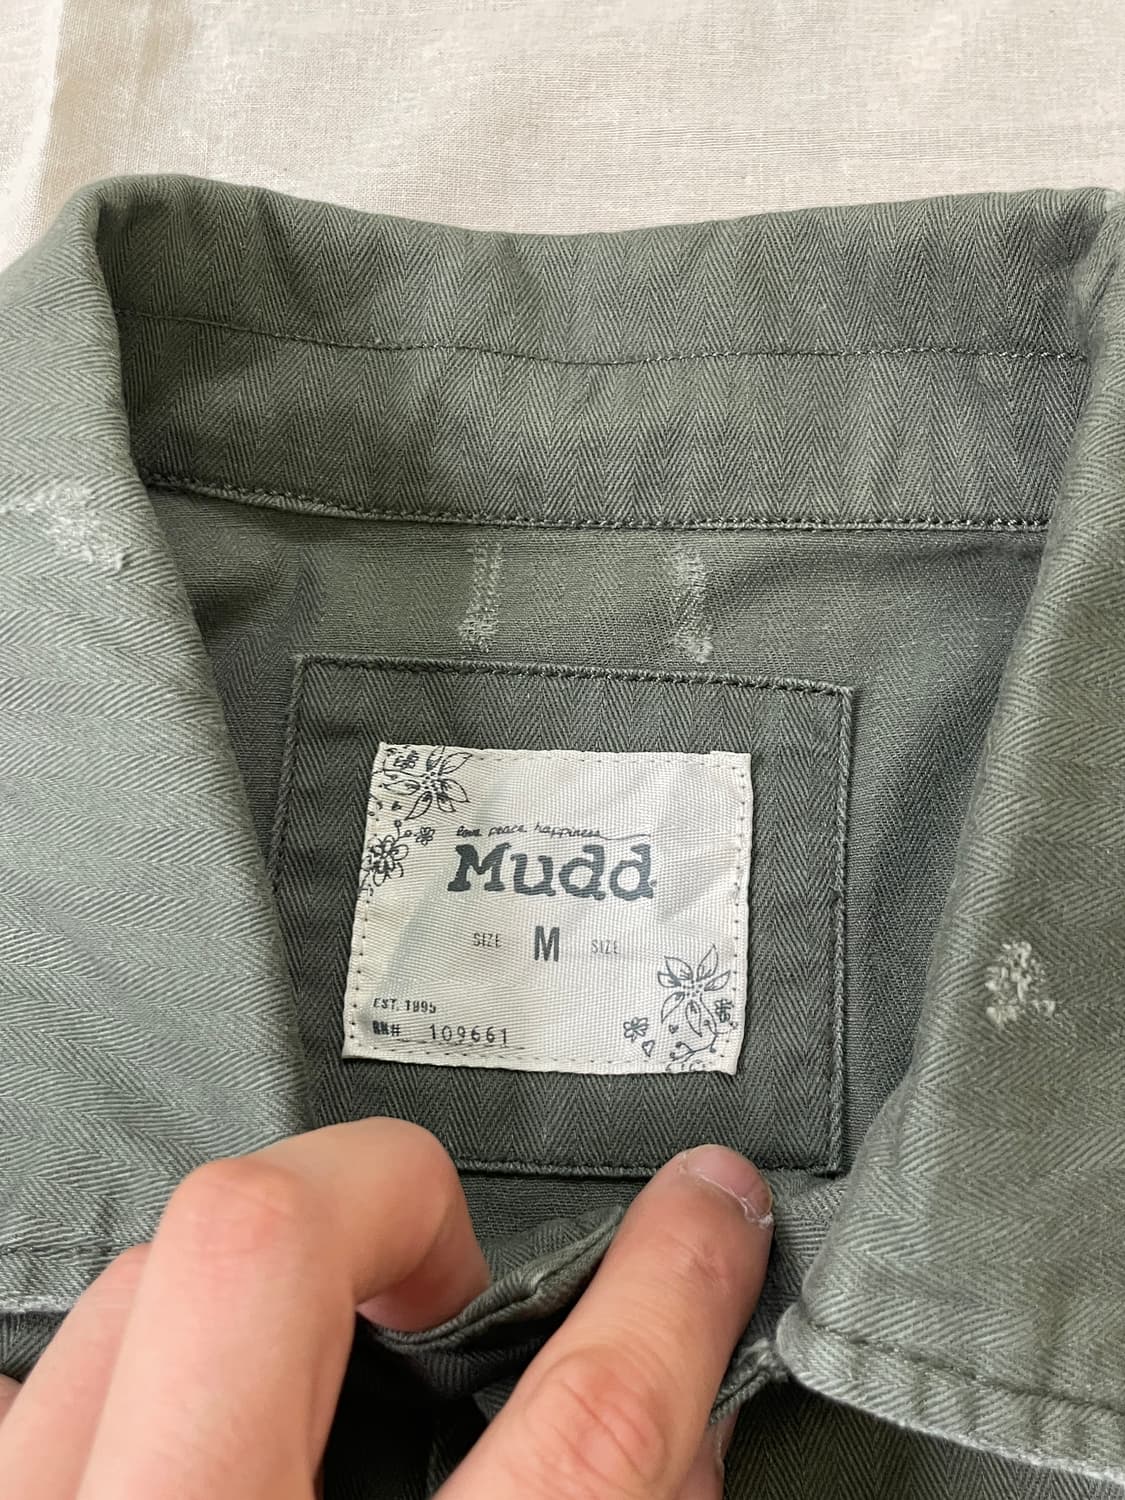 love peace happiness
Mudd
SIZE M SIZE
EST. 1995
RN# 109661